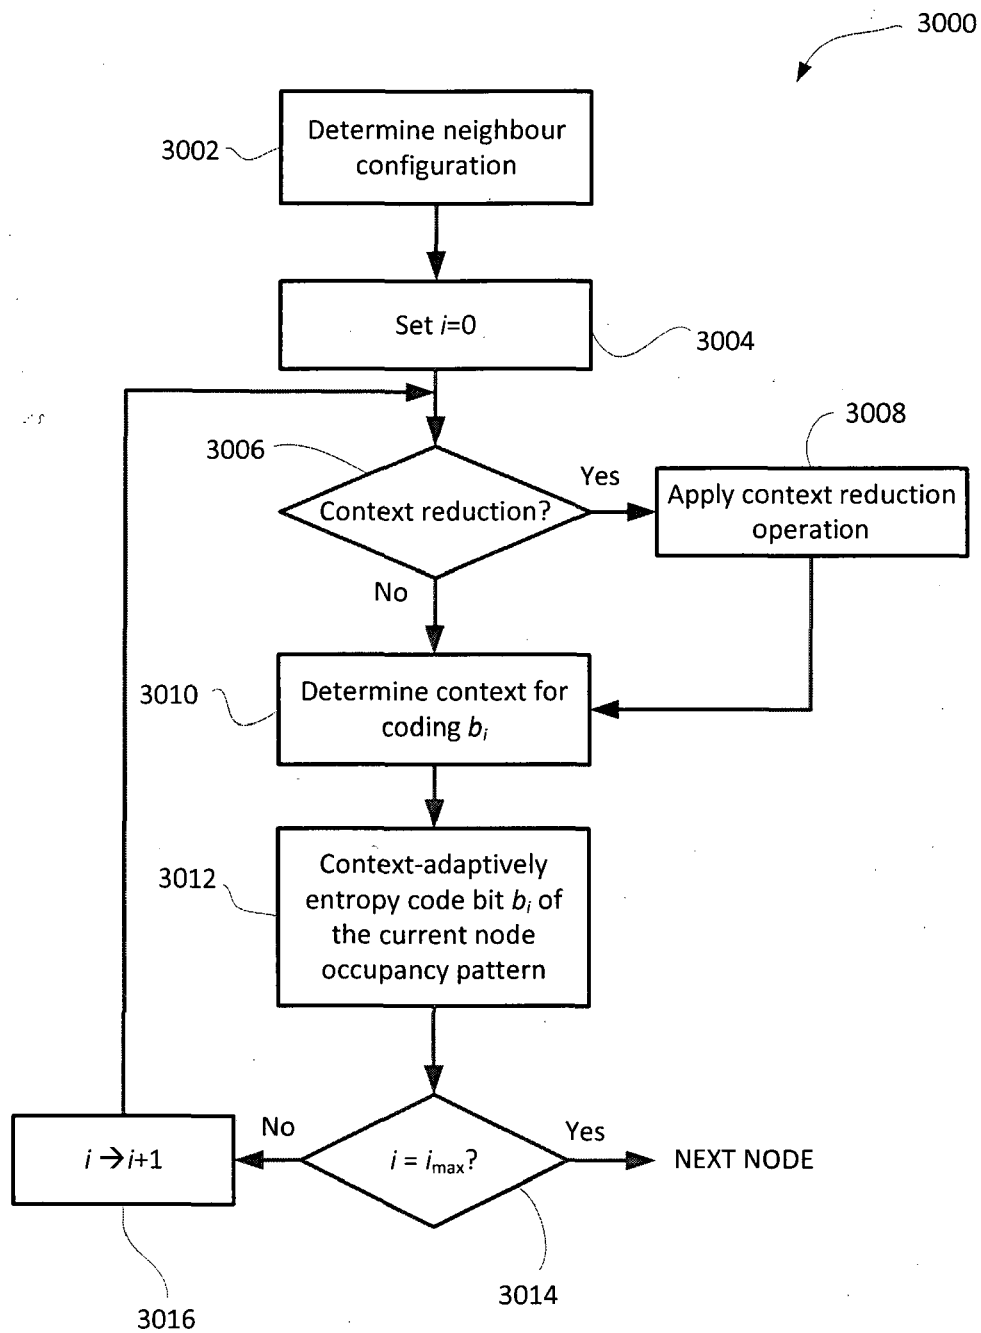 3000
Determine neighbour
configuration
3002
Set i=0
3004
3006
Context reduction?
Yes
3008
Apply context reduction
operation
No
3010
Determine context for
coding bᵢ
3012
Context-adaptively
entropy code bit bᵢ of
the current node
occupancy pattern
No
i → i+1
i = imax?
Yes
NEXT NODE
3014
3016